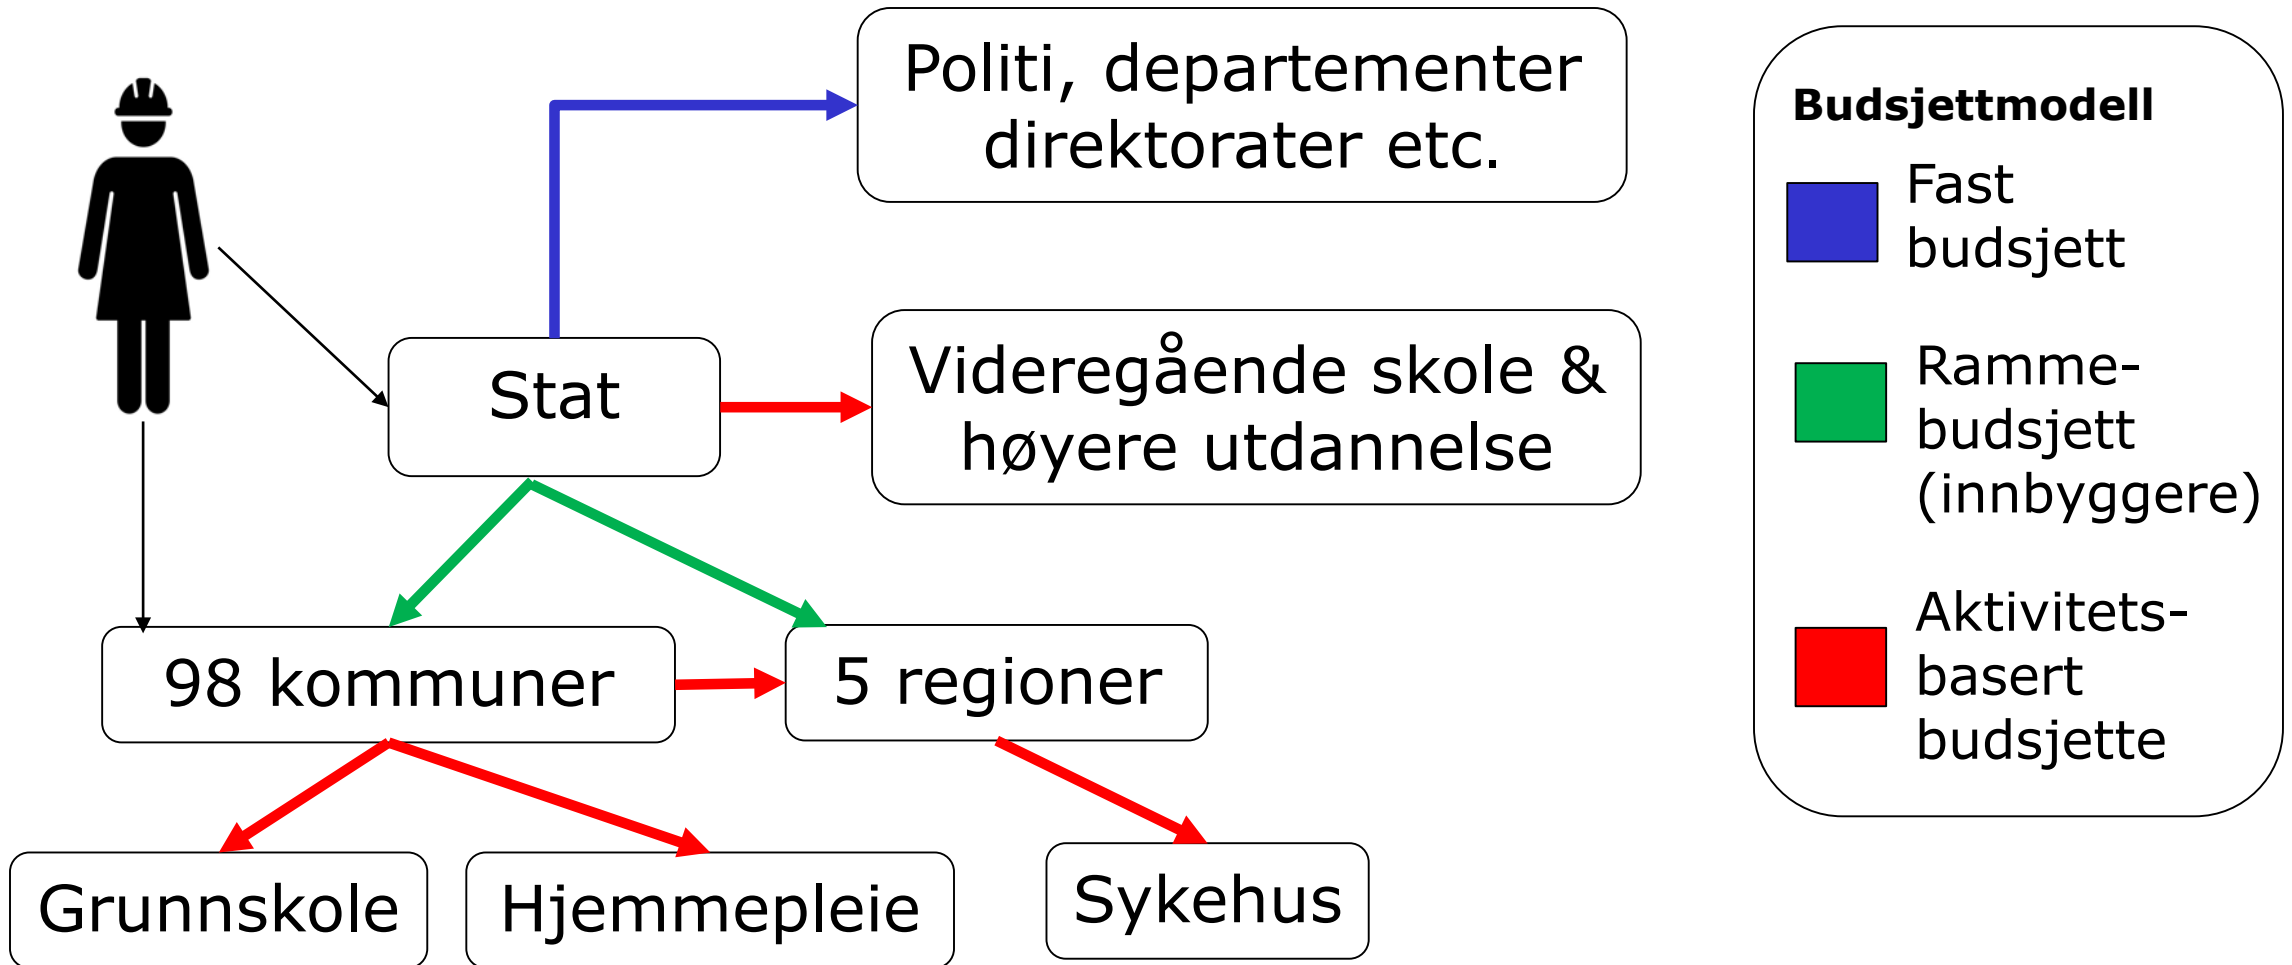 Politi, departementer
direktorater etc.
Stat
Videregående skole &
høyere utdannelse
98 kommuner
5 regioner
Grunnskole
Hjemmepleie
Sykehus
Budsjettmodell
Fast
budsjett
Ramme-
budsjett
(innbyggere)
Aktivitets-
basert
budsjette